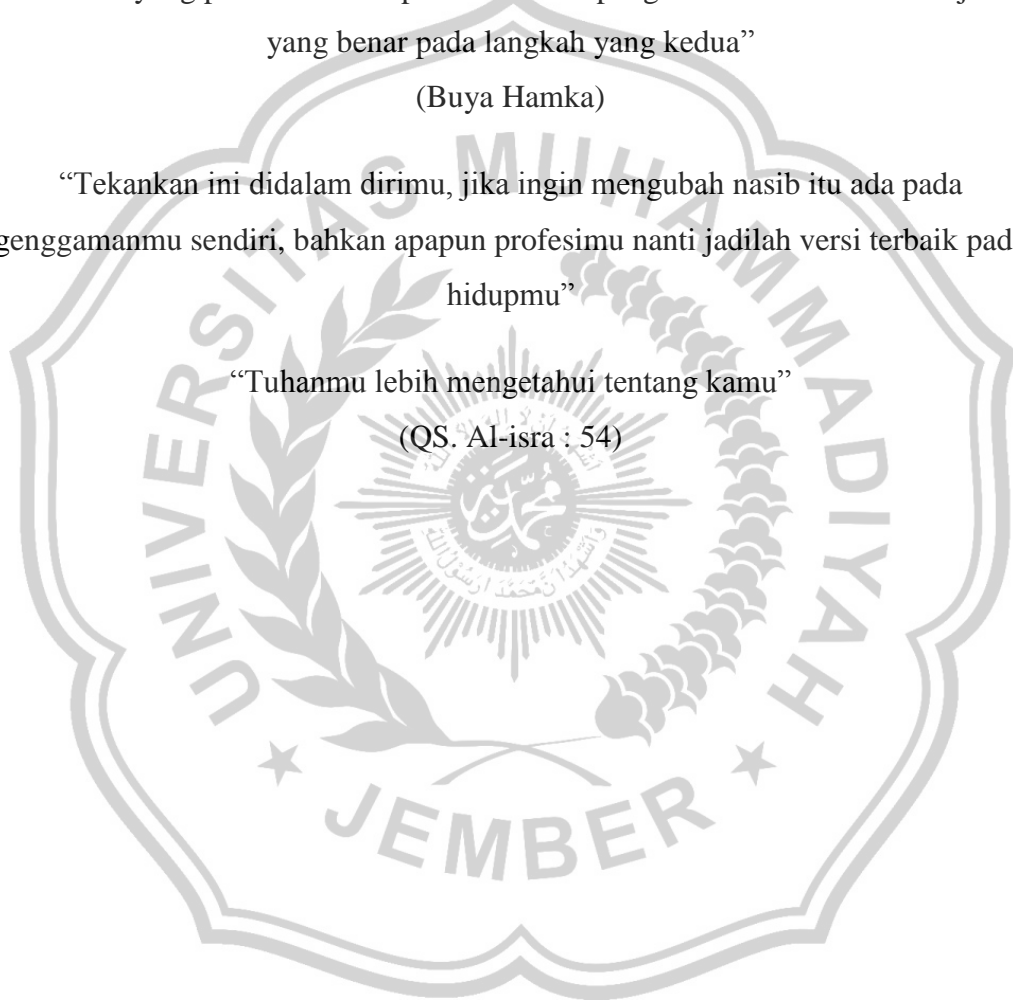 yang benar pada langkah yang kedua”
(Buya Hamka)
“Tekankan ini didalam dirimu, jika ingin mengubah nasib itu ada pada
genggamanmu sendiri, bahkan apapun profesimu nanti jadilah versi terbaik pad
hidupmu”
“Tuhanmu lebih mengetahui tentang kamu”
(QS. Al-isra : 54)
UNIVERSITAS MUHAMMADIYAH
JEMBER